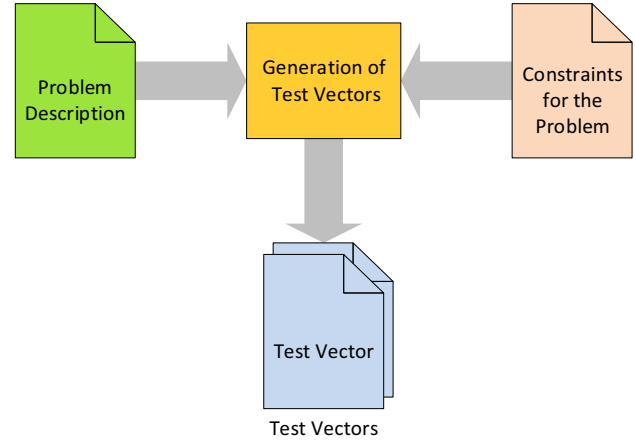 Problem
Description
Generation of
Test Vectors
Constraints
for the
Problem
Test Vector
Test Vectors